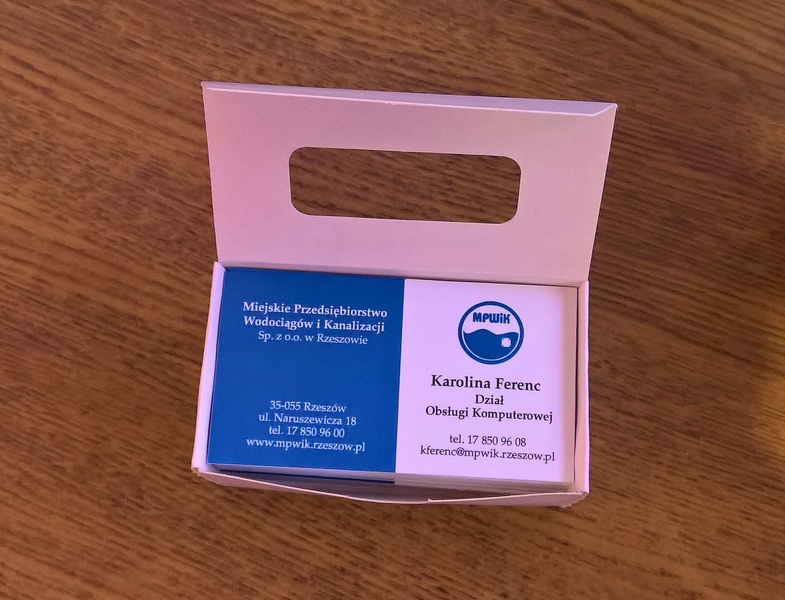 Miejskie Przedsiębiorstwo
Wodociągów i Kanalizacji
Sp. z o.o. w Rzeszowie
35-055 Rzeszów
ul. Naruszewicza 18
tel. 17 850 96 00
www.mpwik.rzeszow.pl
MPWiK
Karolina Ferenc
Dział
Obsługi Komputerowej
tel. 17 850 96 08
kferenc@mpwik.rzeszow.pl